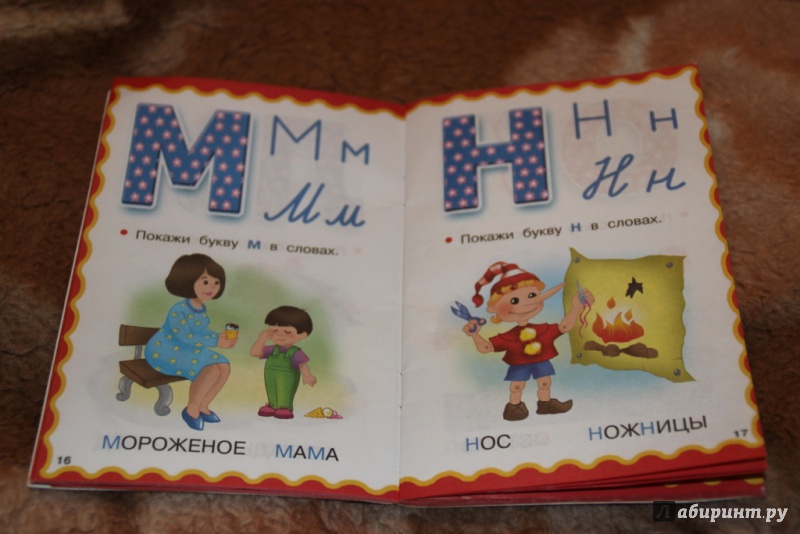 М
М м
М м
• Покажи букву м в словах.
МОРОЖЕНОЕ МАМА
16
Н
Н н
Н н
• Покажи букву н в словах.
НОС НОЖНИЦЫ
17
Лабиринт.ру